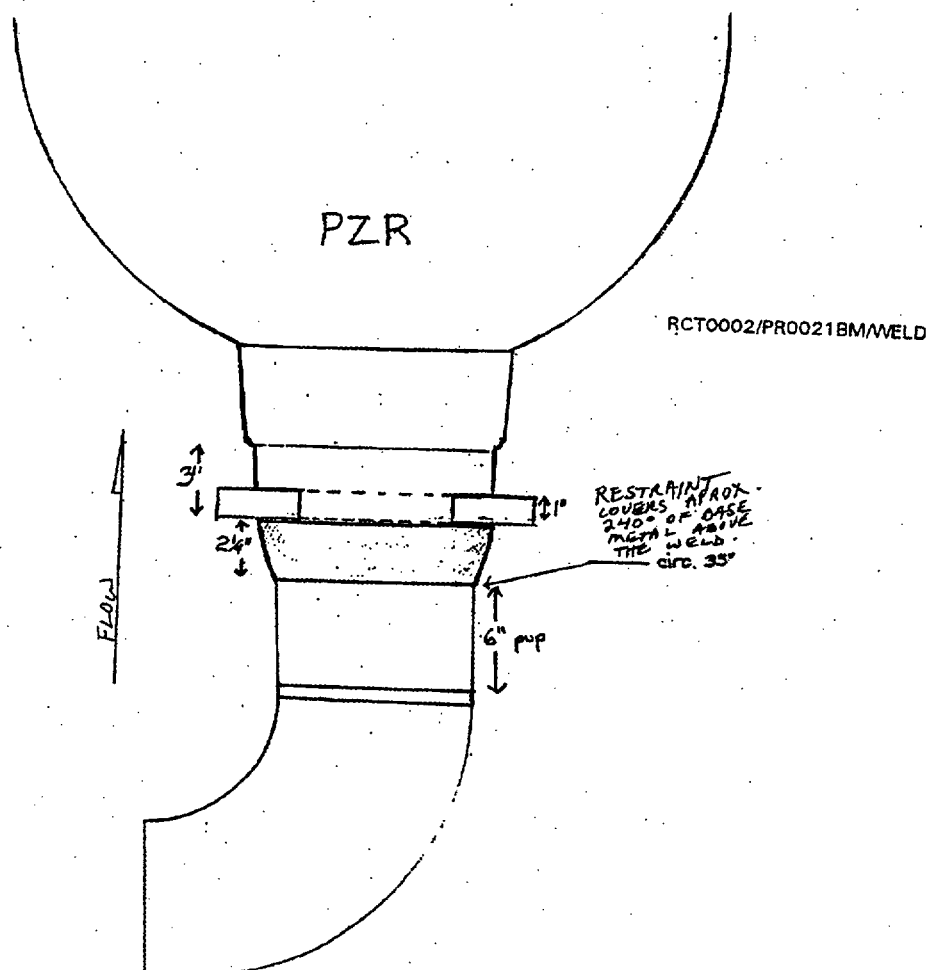 PZR
RCT0002/PR0021BM/WELD
3"
1"
RESTRAINT
COVERS APROX.
240° OF BASE
METAL ABOVE
THE WELD.
circ. 35"
2¼"
FLOW
6" pup